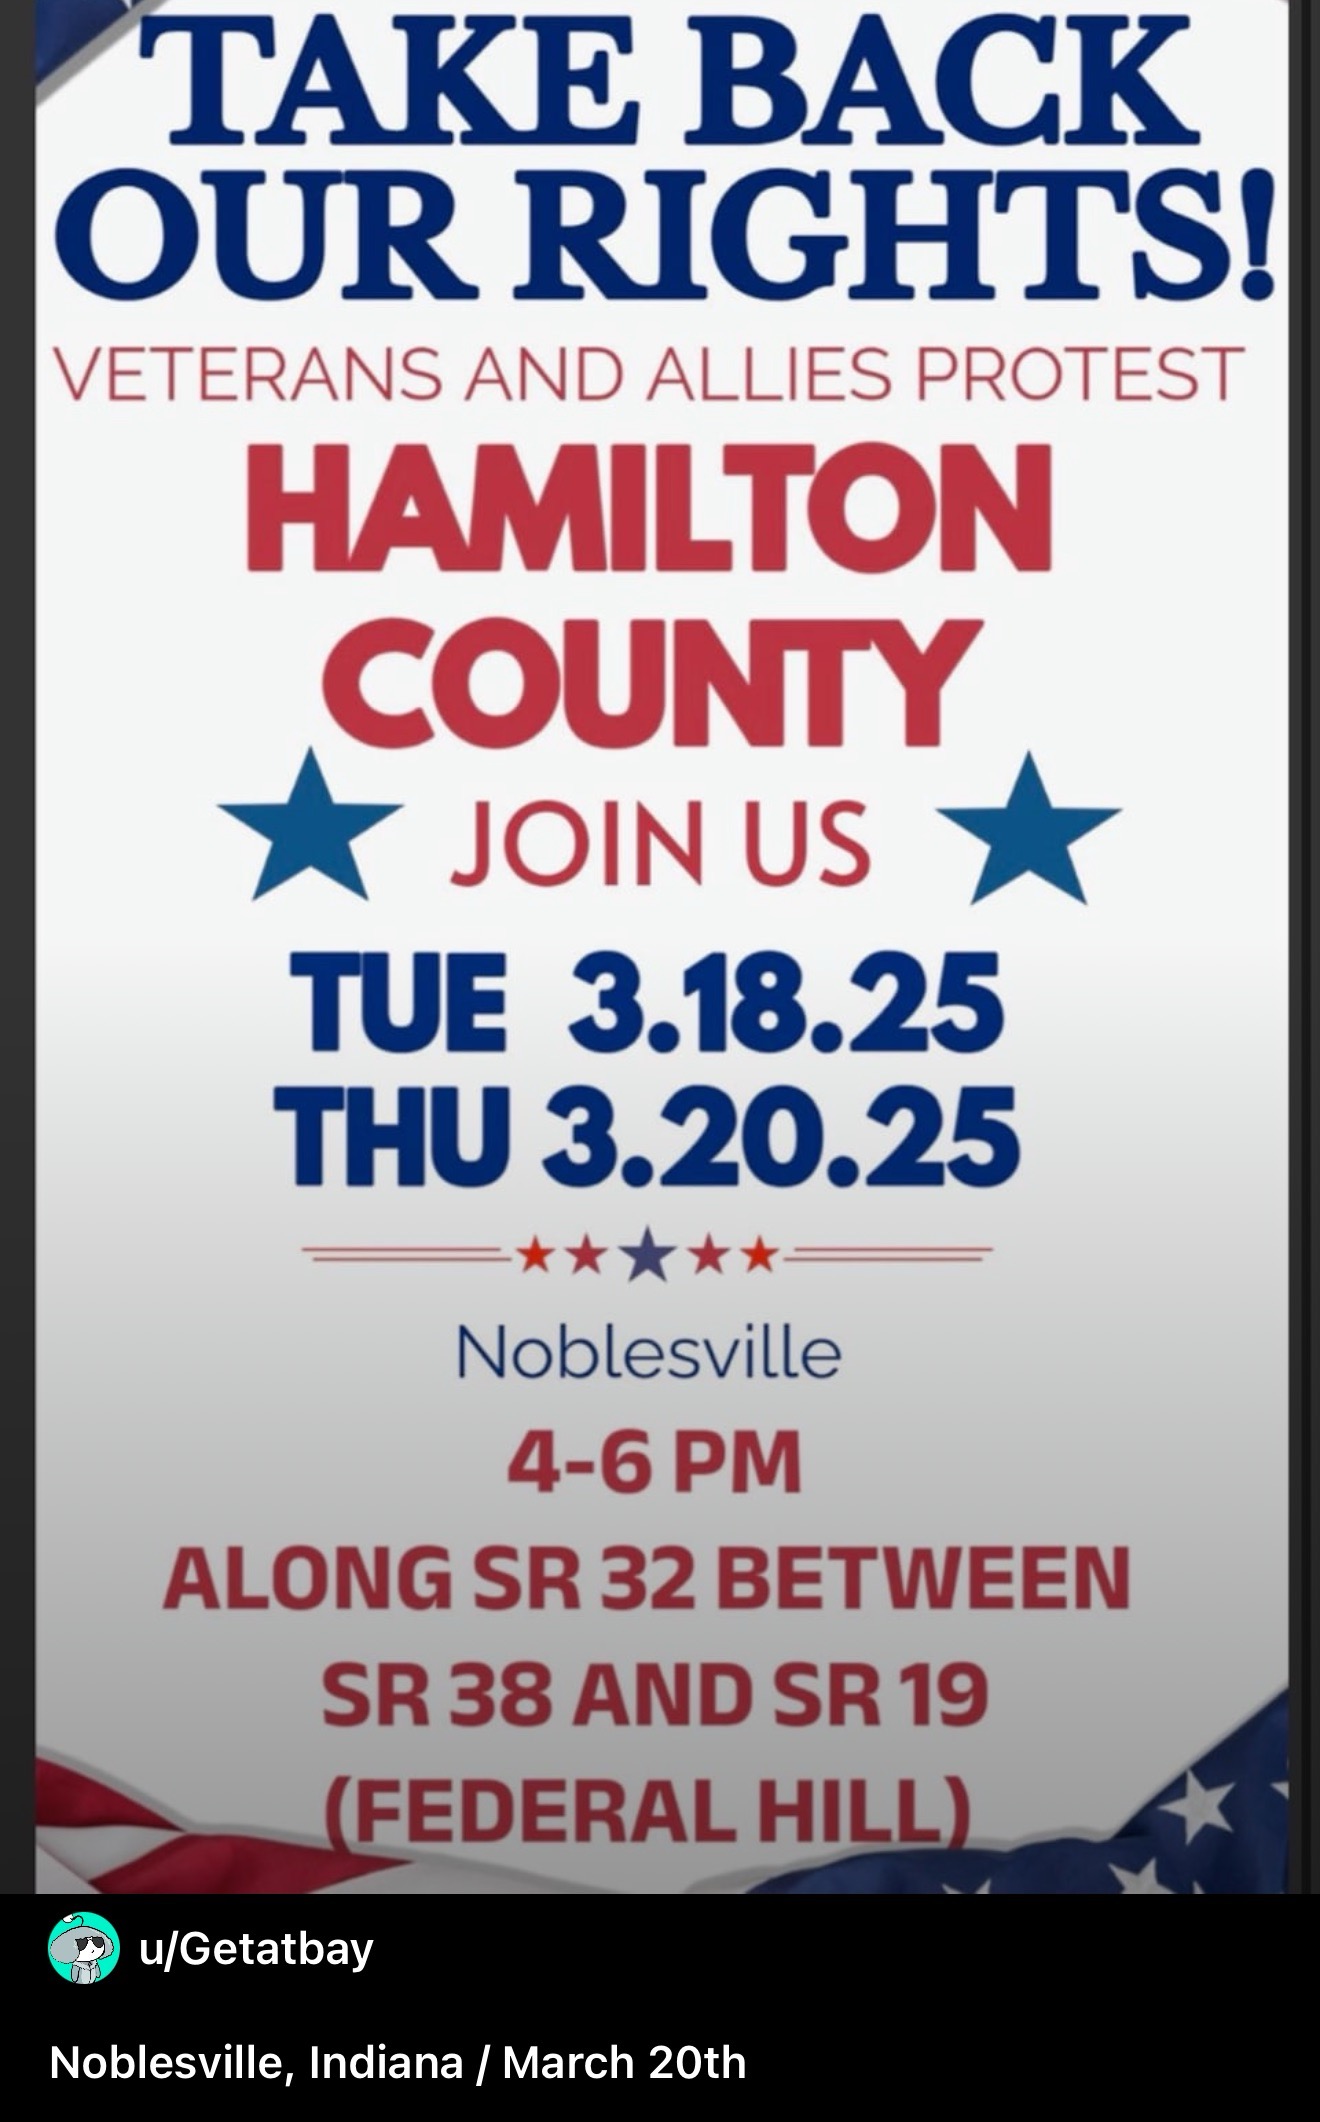 TAKE BACK
OUR RIGHTS!
VETERANS AND ALLIES PROTEST
HAMILTON
COUNTY
JOIN US
TUE 3.18.25
THU 3.20.25
Noblesville
4-6 PM
ALONG SR 32 BETWEEN
SR 38 AND SR 19
(FEDERAL HILL)
u/Getatbay
Noblesville, Indiana / March 20th